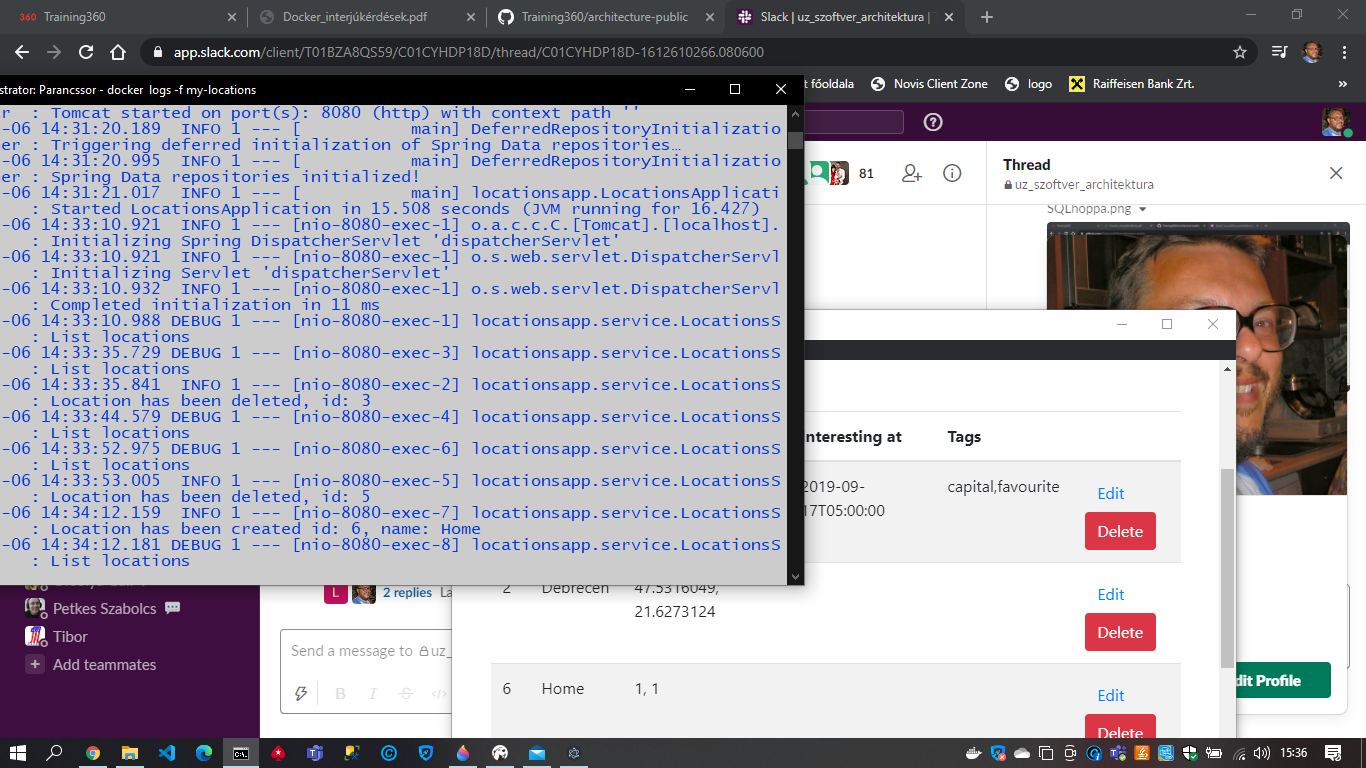 360 Training360
Docker_interjúkérdések.pdf
Training360/architecture-public
Slack | uz_szoftver_architektura |
app.slack.com/client/T01BZA8QS59/C01CYHDP18D/thread/C01CYHDP18D-1612610266.080600
strator: Parancssor - docker logs -f my-locations
t főoldala
Novis Client Zone
logo
Raiffeisen Bank Zrt.
»
r : Tomcat started on port(s): 8080 (http) with context path ''
-06 14:31:20.189 INFO 1 --- [ main] DeferredRepositoryInitializatio
ner : Triggering deferred initialization of Spring Data repositories…
-06 14:31:20.995 INFO 1 --- [ main] DeferredRepositoryInitializatio
ner : Spring Data repositories initialized!
-06 14:31:21.017 INFO 1 --- [ main] locationsapp.LocationsApplicati
: Started LocationsApplication in 15.508 seconds (JVM running for 16.427)
-06 14:33:10.921 INFO 1 --- [nio-8080-exec-1] o.a.c.c.C.[Tomcat].[localhost].
: Initializing Spring DispatcherServlet 'dispatcherServlet'
-06 14:33:10.921 INFO 1 --- [nio-8080-exec-1] o.s.web.servlet.DispatcherServl
: Initializing Servlet 'dispatcherServlet'
-06 14:33:10.932 INFO 1 --- [nio-8080-exec-1] o.s.web.servlet.DispatcherServl
: Completed initialization in 11 ms
-06 14:33:10.988 DEBUG 1 --- [nio-8080-exec-1] locationsapp.service.LocationsS
: List locations
-06 14:33:35.729 DEBUG 1 --- [nio-8080-exec-3] locationsapp.service.LocationsS
: List locations
-06 14:33:35.841 INFO 1 --- [nio-8080-exec-2] locationsapp.service.LocationsS
: Location has been deleted, id: 3
-06 14:33:44.579 DEBUG 1 --- [nio-8080-exec-4] locationsapp.service.LocationsS
: List locations
-06 14:33:52.975 DEBUG 1 --- [nio-8080-exec-6] locationsapp.service.LocationsS
: List locations
-06 14:33:53.005 INFO 1 --- [nio-8080-exec-5] locationsapp.service.LocationsS
: Location has been deleted, id: 5
-06 14:34:12.159 INFO 1 --- [nio-8080-exec-7] locationsapp.service.LocationsS
: Location has been created id: 6, name: Home
-06 14:34:12.181 DEBUG 1 --- [nio-8080-exec-8] locationsapp.service.LocationsS
: List locations
81
Thread
uz_szoftver_architektura
SQLhoppa.png
Interesting at Tags
2019-09-
17T05:00:00
capital,favourite
Edit
Delete
2 Debrecen 47.5316049,
21.6273124
Edit
Delete
6 Home 1, 1
Edit
Delete
Petkes Szabolcs
Tibor
Add teammates
L
2 replies La
Send a message to uz_
B I S </>
dit Profile
15:36